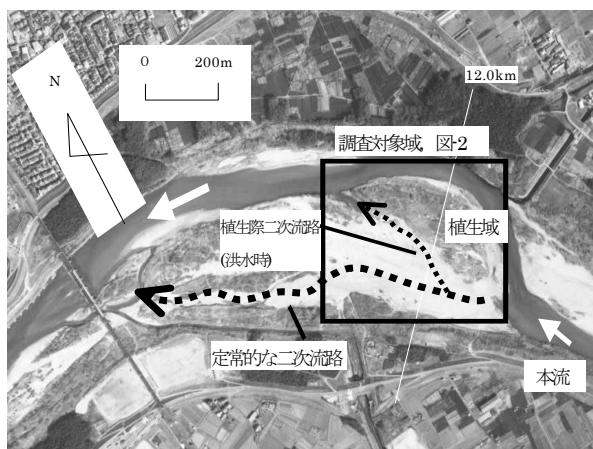 N
0 200m
12.0km
調査対象域, 図-2
植生際二次流路
(洪水時)
植生域
定常的な二次流路
本流